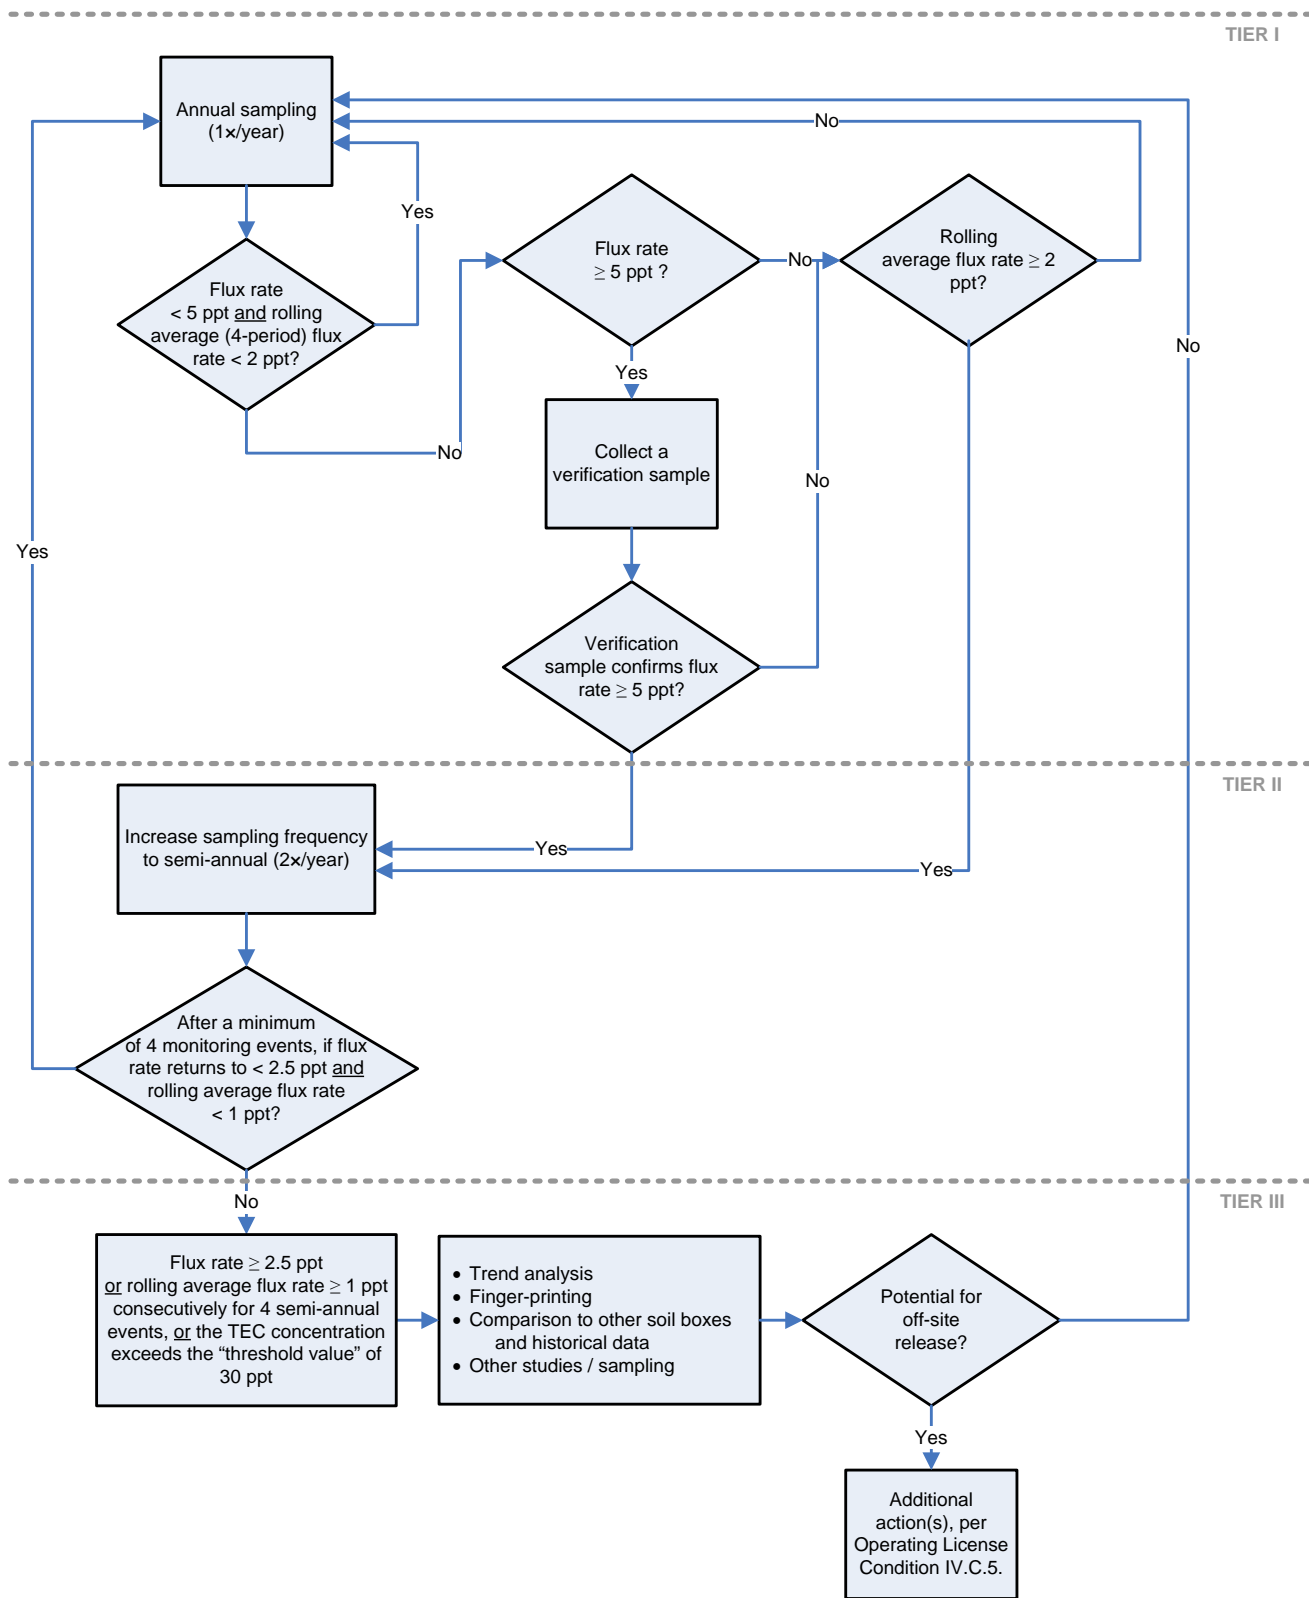 TIER I
Annual sampling
(1×/year)
No
Yes
Flux rate
≥ 5 ppt ?
No
Rolling
average flux rate ≥ 2
ppt?
Flux rate
< 5 ppt and rolling
average (4-period) flux
rate < 2 ppt?
No
Yes
No
Collect a
verification sample
No
Yes
Verification
sample confirms flux
rate ≥ 5 ppt?
TIER II
Increase sampling frequency
to semi-annual (2×/year)
Yes
Yes
After a minimum
of 4 monitoring events, if flux
rate returns to < 2.5 ppt and
rolling average flux rate
< 1 ppt?
TIER III
No
Flux rate ≥ 2.5 ppt
or rolling average flux rate ≥ 1 ppt
consecutively for 4 semi-annual
events, or the TEC concentration
exceeds the “threshold value” of
30 ppt
• Trend analysis
• Finger-printing
• Comparison to other soil boxes
and historical data
• Other studies / sampling
Potential for
off-site
release?
Yes
Additional
action(s), per
Operating License
Condition IV.C.5.